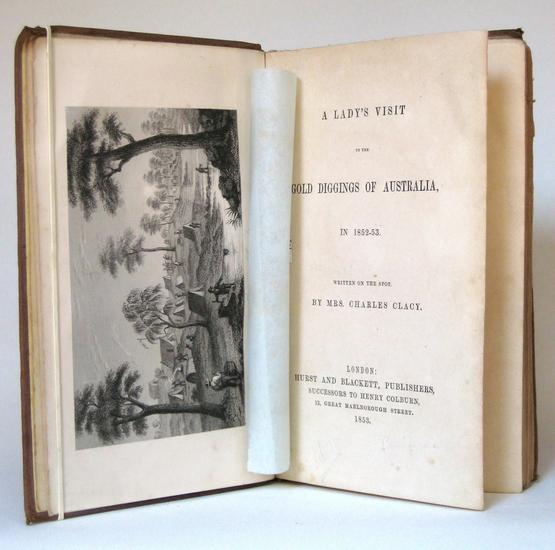 A LADY'S VISIT
TO THE
GOLD DIGGINGS OF AUSTRALIA,
IN 1852-53.
WRITTEN ON THE SPOT.
BY MRS. CHARLES CLACY.
LONDON:
HURST AND BLACKETT, PUBLISHERS,
SUCCESSORS TO HENRY COLBURN,
13, GREAT MARLBOROUGH STREET.
1853.